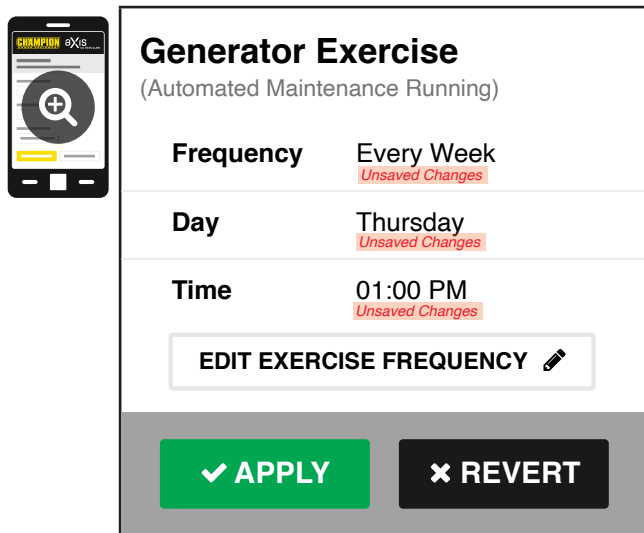 CHAMPION aXis
Generator Exercise
(Automated Maintenance Running)
Frequency Every Week
Unsaved Changes
Day Thursday
Unsaved Changes
Time 01:00 PM
Unsaved Changes
EDIT EXERCISE FREQUENCY
APPLY
REVERT